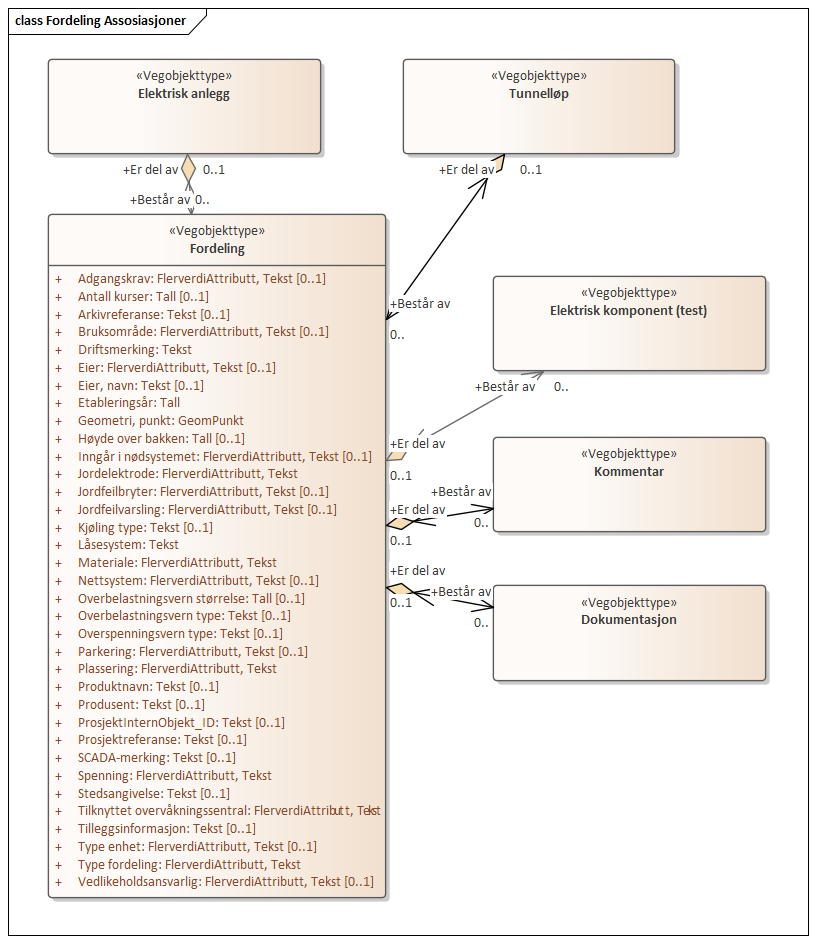 class Fordeling Assosiasjoner
«Vegobjekttype»
Elektrisk anlegg
«Vegobjekttype»
Tunnelløp
+Er del av 0..1
+Består av 0..
+Er del av 0..1
+Består av
0..
«Vegobjekttype»
Fordeling
+ Adgangskrav: FlerverdiAttributt, Tekst [0..1]
+ Antall kurser: Tall [0..1]
+ Arkivreferanse: Tekst [0..1]
+ Bruksområde: FlerverdiAttributt, Tekst [0..1]
+ Driftsmerking: Tekst
+ Eier: FlerverdiAttributt, Tekst [0..1]
+ Eier, navn: Tekst [0..1]
+ Etableringsår: Tall
+ Geometri, punkt: GeomPunkt
+ Høyde over bakken: Tall [0..1]
+ Inngår i nødsystemet: FlerverdiAttributt, Tekst [0..1]
+ Jordelektrode: FlerverdiAttributt, Tekst
+ Jordfeilbryter: FlerverdiAttributt, Tekst [0..1]
+ Jordfeilvarsling: FlerverdiAttributt, Tekst [0..1]
+ Kjøling type: Tekst [0..1]
+ Låsesystem: Tekst
+ Materiale: FlerverdiAttributt, Tekst
+ Nettsystem: FlerverdiAttributt, Tekst [0..1]
+ Overbelastningsvern størrelse: Tall [0..1]
+ Overbelastningsvern type: Tekst [0..1]
+ Overspenningsvern type: Tekst [0..1]
+ Parkering: FlerverdiAttributt, Tekst [0..1]
+ Plassering: FlerverdiAttributt, Tekst
+ Produktnavn: Tekst [0..1]
+ Produsent: Tekst [0..1]
+ ProsjektInternObjekt_ID: Tekst [0..1]
+ Prosjektreferanse: Tekst [0..1]
+ SCADA-merking: Tekst [0..1]
+ Spenning: FlerverdiAttributt, Tekst
+ Stedsangivelse: Tekst [0..1]
+ Tilknyttet overvåkningssentral: FlerverdiAttributt, Tekst
+ Tilleggsinformasjon: Tekst [0..1]
+ Type enhet: FlerverdiAttributt, Tekst [0..1]
+ Type fordeling: FlerverdiAttributt, Tekst
+ Vedlikeholdsansvarlig: FlerverdiAttributt, Tekst [0..1]
«Vegobjekttype»
Elektrisk komponent (test)
+Består av 0..
+Er del av
0..1
«Vegobjekttype»
Kommentar
+Består av
+Er del av
0..
0..1
«Vegobjekttype»
Dokumentasjon
+Er del av
+Består av
0..1
0..